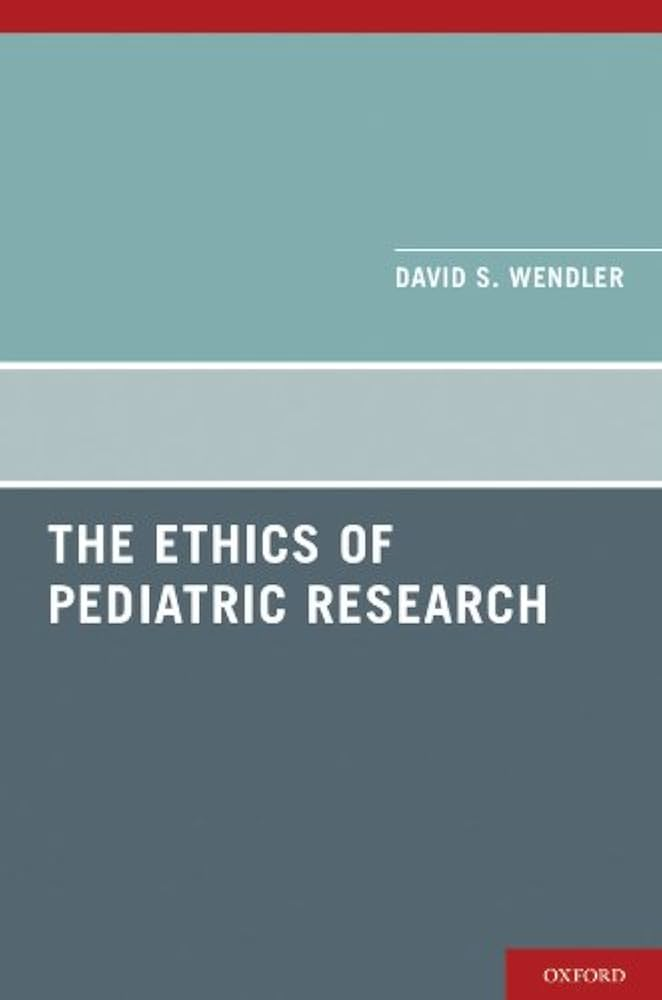 DAVID S. WENDLER
THE ETHICS OF
PEDIATRIC RESEARCH
OXFORD